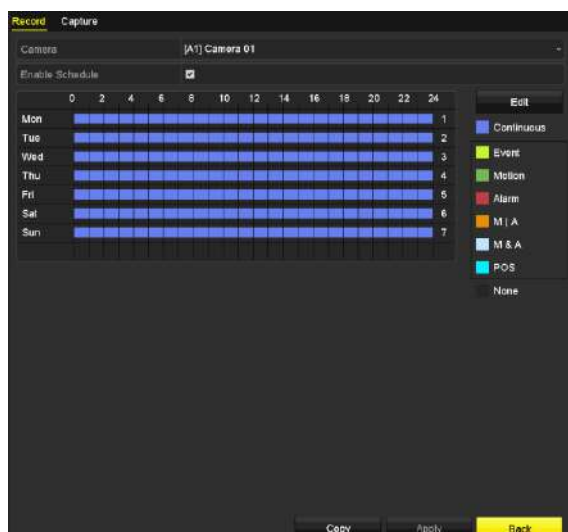 Record Capture
Camera [A1] Camera 01
Enable Schedule
0 2 4 6 8 10 12 14 16 18 20 22 24
Edit
Mon 1
Continuous
Tue 2
Wed 3
Event
Thu 4
Motion
Fri 5
Alarm
Sat 6
M | A
Sun 7
M & A
POS
None
Copy Apply Back